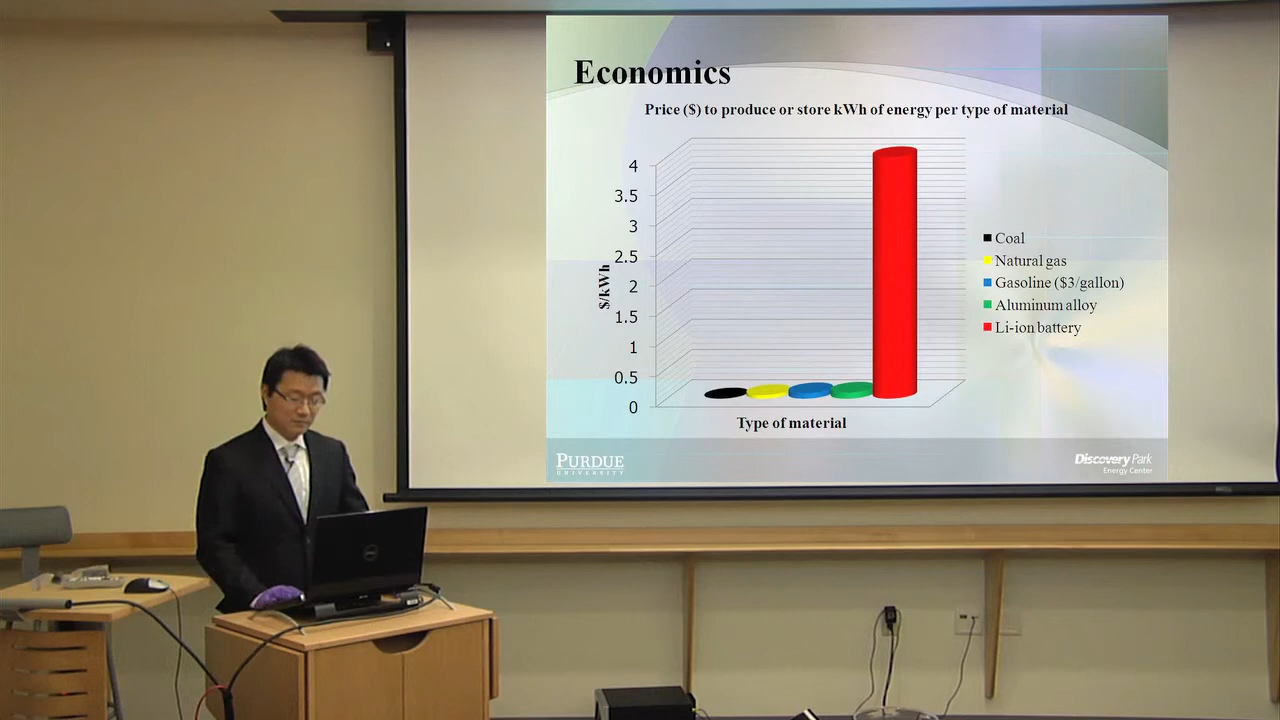 Economics
Price ($) to produce or store kWh of energy per type of material
4
3.5
3
2.5
2
1.5
1
0.5
0
$/kWh
Type of material
Coal
Natural gas
Gasoline ($3/gallon)
Aluminum alloy
Li-ion battery
PURDUE
UNIVERSITY
Discovery Park
Energy Center
DELL